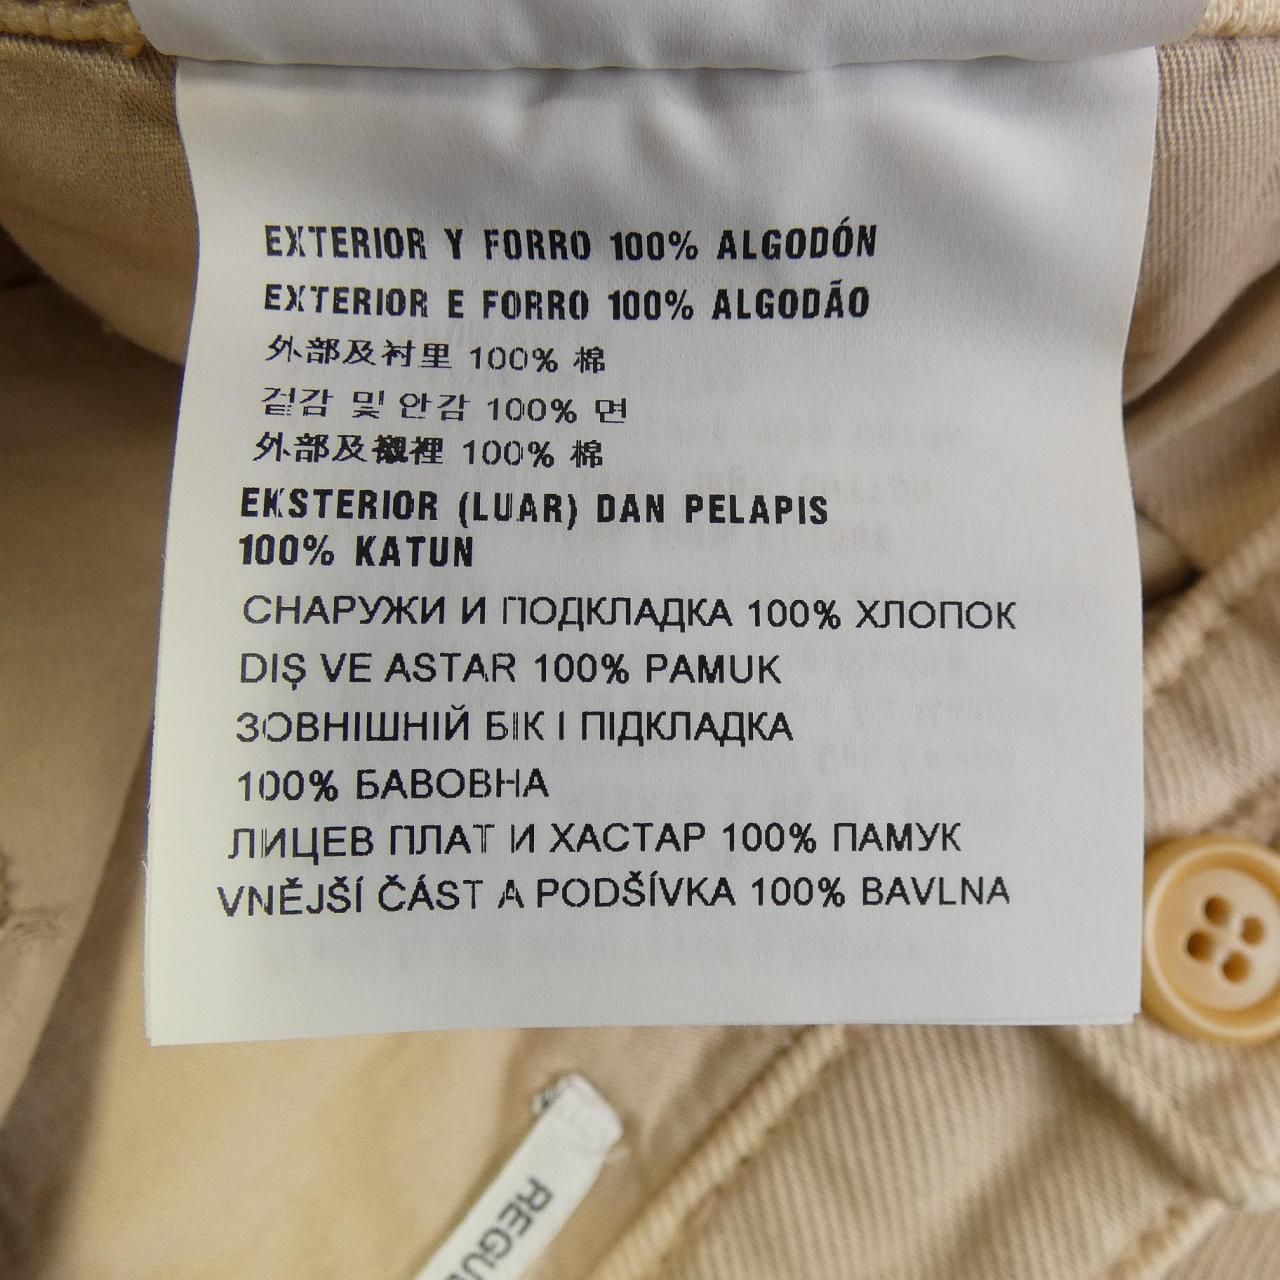 EXTERIOR Y FORRO 100% ALGODÓN
EXTERIOR E FORRO 100% ALGODÃO
外部及衬里 100% 棉
겉감 및 안감 100% 면
外部及襯裡 100% 棉
EKSTERIOR (LUAR) DAN PELAPIS
100% KATUN
СНАРУЖИ И ПОДКЛАДКА 100% ХЛОПОК
DIŞ VE ASTAR 100% PAMUK
ЗОВНІШНІЙ БІК І ПІДКЛАДКА
100% БАВОВНА
ЛИЦЕВ ПЛАТ И ХАСТАР 100% ПАМУК
VNĚJŠÍ ČÁST A PODŠÍVKA 100% BAVLNA